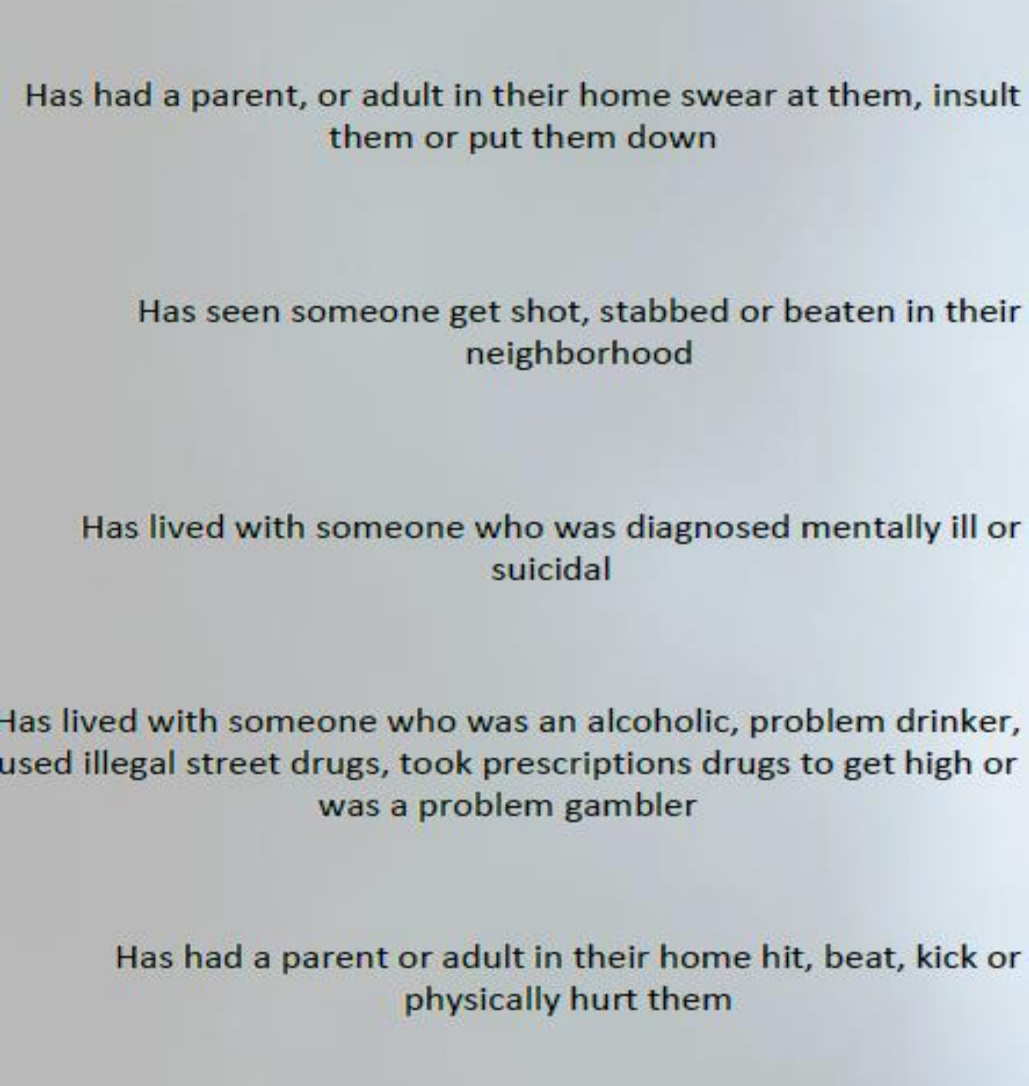 Has had a parent, or adult in their home swear at them, insult
them or put them down
Has seen someone get shot, stabbed or beaten in their
neighborhood
Has lived with someone who was diagnosed mentally ill or
suicidal
Has lived with someone who was an alcoholic, problem drinker,
used illegal street drugs, took prescriptions drugs to get high or
was a problem gambler
Has had a parent or adult in their home hit, beat, kick or
physically hurt them